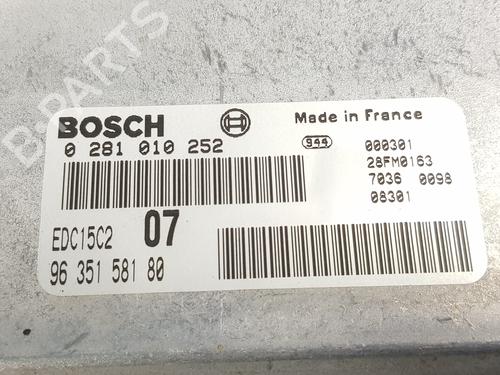 B-PARTS
BOSCH
Made in France
0 281 010 252
944
000301
28FM0163
7036 0098
08301
EDC15C2 07
96 351 581 80